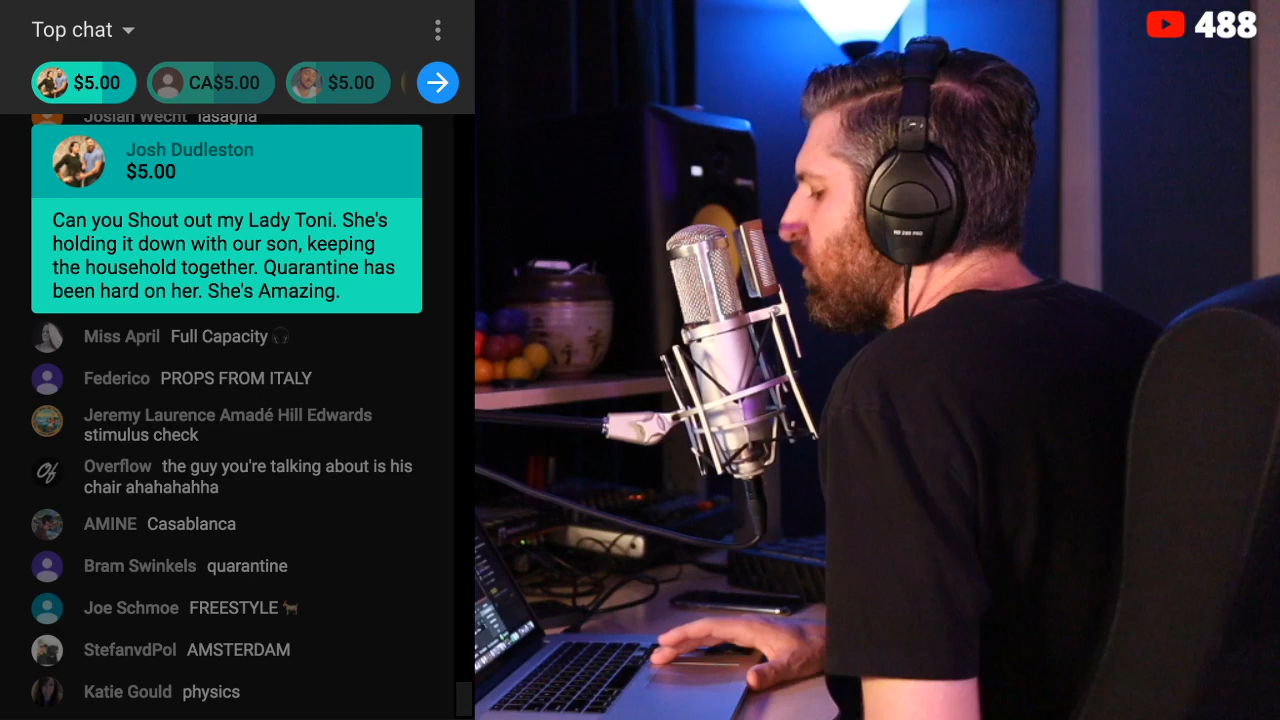 Top chat
$5.00
CA$5.00
$5.00
488
Josiah Wecht lasagna
Josh Dudleston
$5.00
Can you Shout out my Lady Toni. She's
holding it down with our son, keeping
the household together. Quarantine has
been hard on her. She's Amazing.
Miss April Full Capacity
Federico PROPS FROM ITALY
Jeremy Laurence Amadé Hill Edwards
stimulus check
Overflow the guy you're talking about is his
chair ahahahahha
AMINE Casablanca
Bram Swinkels quarantine
Joe Schmoe FREESTYLE
StefanvdPol AMSTERDAM
Katie Gould physics
HD 280 PRO